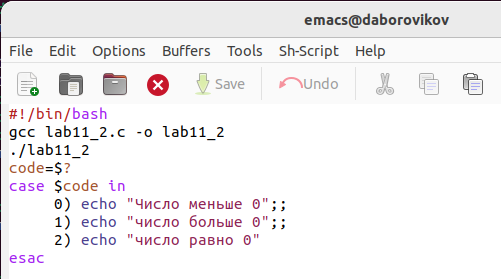 emacs@daborovikov
File Edit Options Buffers Tools Sh-Script Help
Save Undo
#!/bin/bash
gcc lab11_2.c -o lab11_2
./lab11_2
code=$?
case $code in
0) echo "Число меньше 0";;
1) echo "число больше 0";;
2) echo "число равно 0"
esac